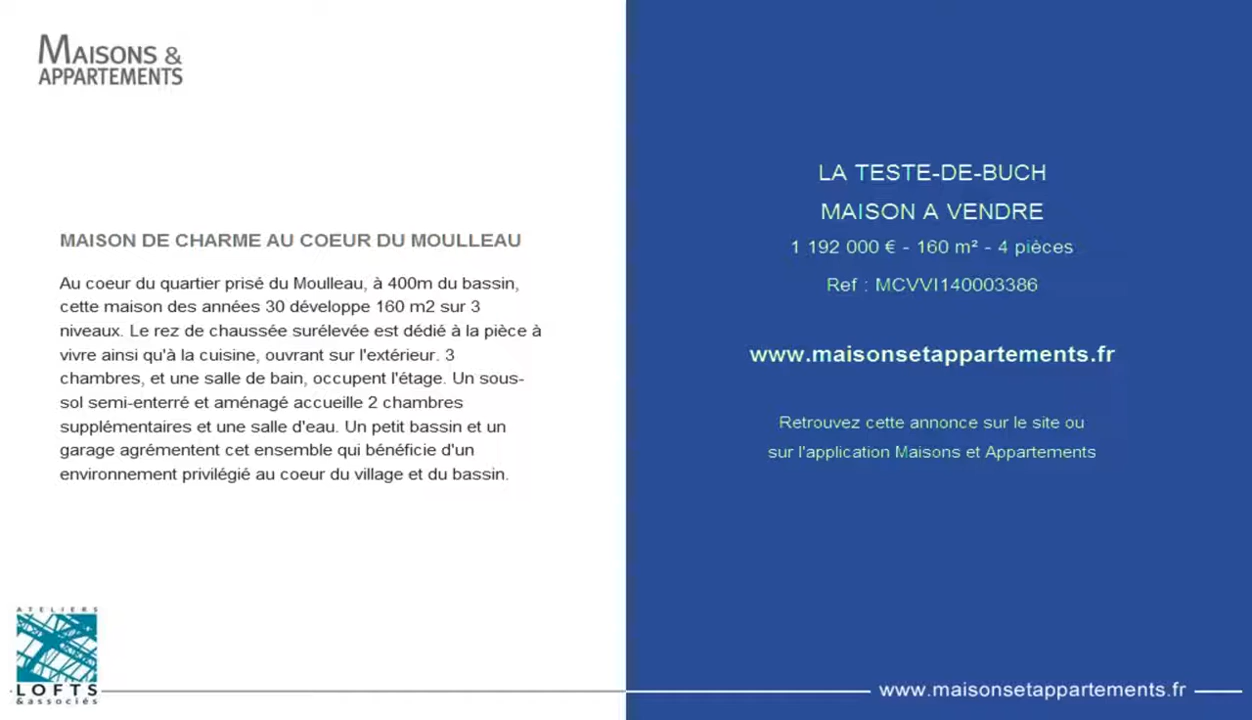 MAISONS &
APPARTEMENTS
MAISON DE CHARME AU COEUR DU MOULLEAU
Au coeur du quartier prisé du Moulleau, à 400m du bassin,
cette maison des années 30 développe 160 m2 sur 3
niveaux. Le rez de chaussée surélevée est dédié à la pièce à
vivre ainsi qu'à la cuisine, ouvrant sur l'extérieur. 3
chambres, et une salle de bain, occupent l'étage. Un sous-
sol semi-enterré et aménagé accueille 2 chambres
supplémentaires et une salle d'eau. Un petit bassin et un
garage agrémentent cet ensemble qui bénéficie d'un
environnement privilégié au coeur du village et du bassin.
ATELIERS
LOFTS
&associés
LA TESTE-DE-BUCH
MAISON A VENDRE
1 192 000 € - 160 m² - 4 pièces
Ref : MCVVI140003386
www.maisonsetappartements.fr
Retrouvez cette annonce sur le site ou
sur l'application Maisons et Appartements
www.maisonsetappartements.fr